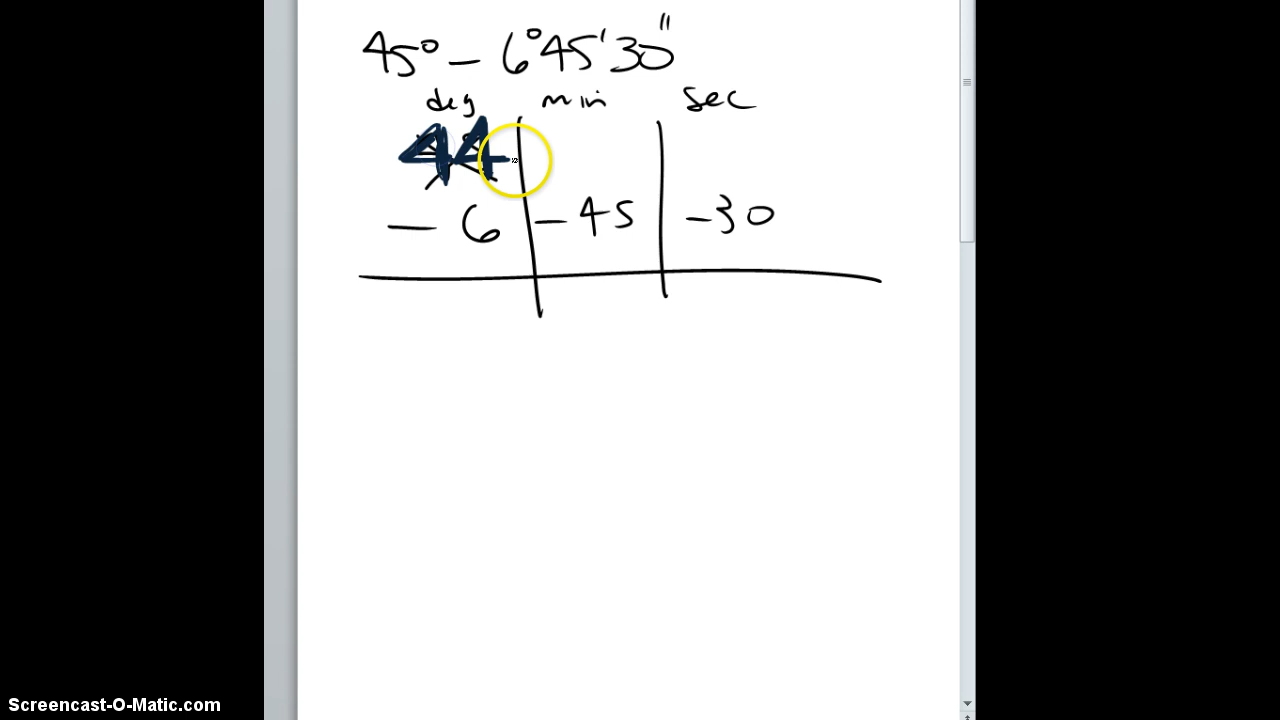 45° - 6°45'30"
deg min sec
44
- 6 - 45 - 30
Screencast-O-Matic.com